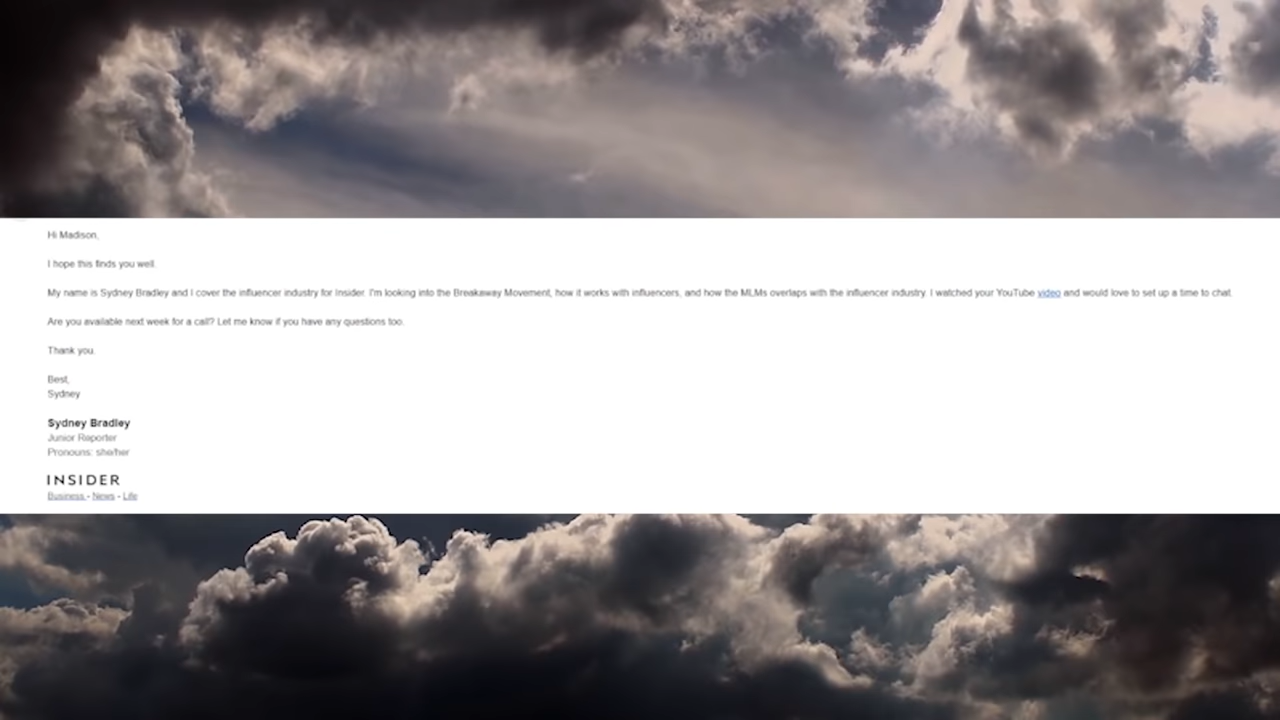 Hi Madison,
I hope this finds you well.
My name is Sydney Bradley and I cover the influencer industry for Insider. I'm looking into the Breakaway Movement, how it works with influencers, and how the MLMs overlaps with the influencer industry. I watched your YouTube video and would love to set up a time to chat.
Are you available next week for a call? Let me know if you have any questions too.
Thank you.
Best,
Sydney
Sydney Bradley
Junior Reporter
Pronouns: she/her
INSIDER
Business - News - Life